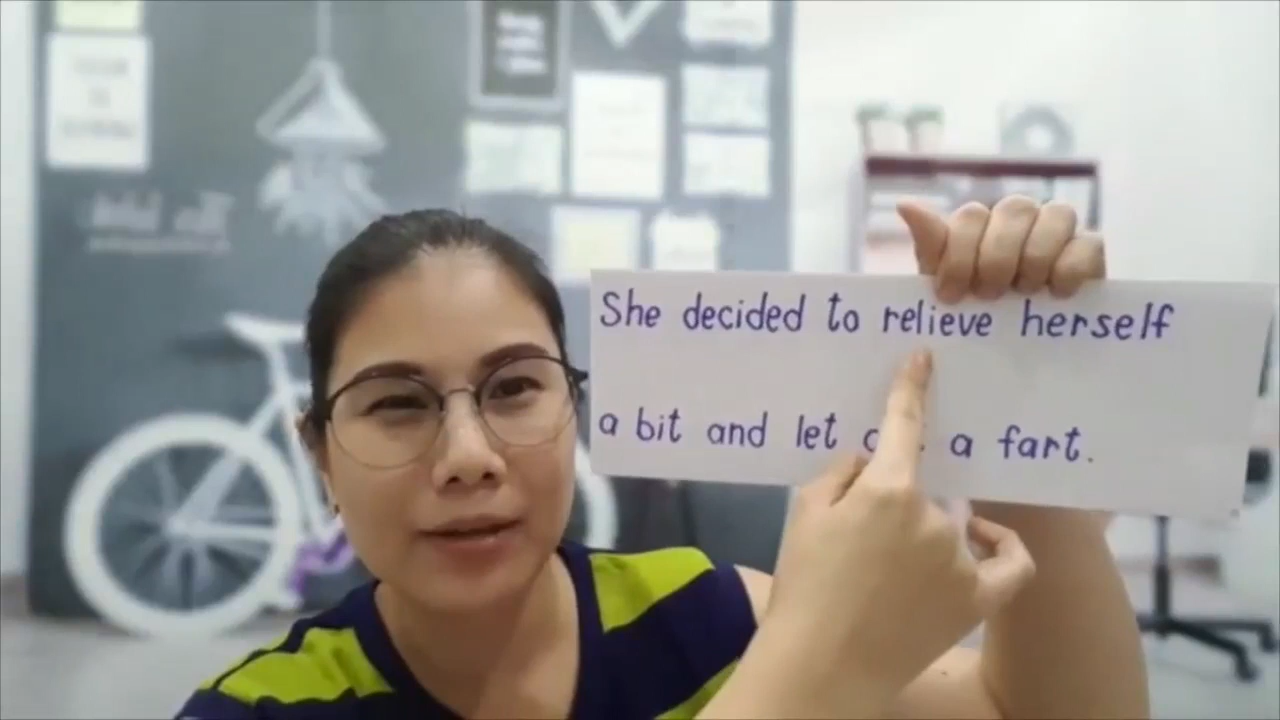 She decided to relieve herself
a bit and let a fart.